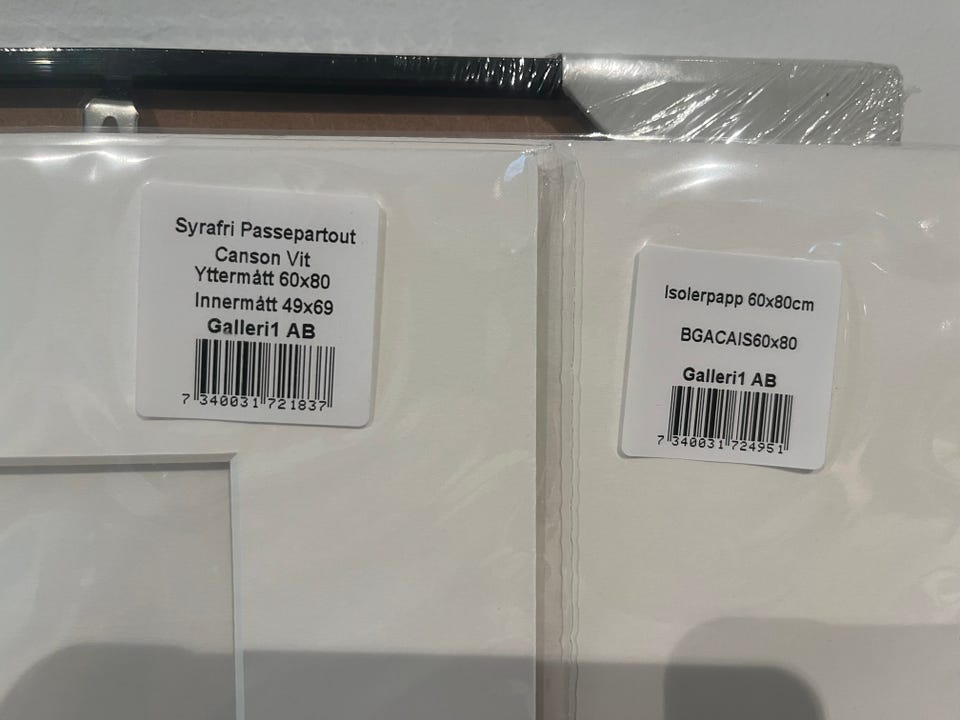 Syrafri Passepartout
Canson Vit
Yttermått 60x80
Innermått 49x69
Galleri1 AB
7 340031 721837
Isolerpapp 60x80cm
BGACAIS60x80
Galleri1 AB
7 340031 724951